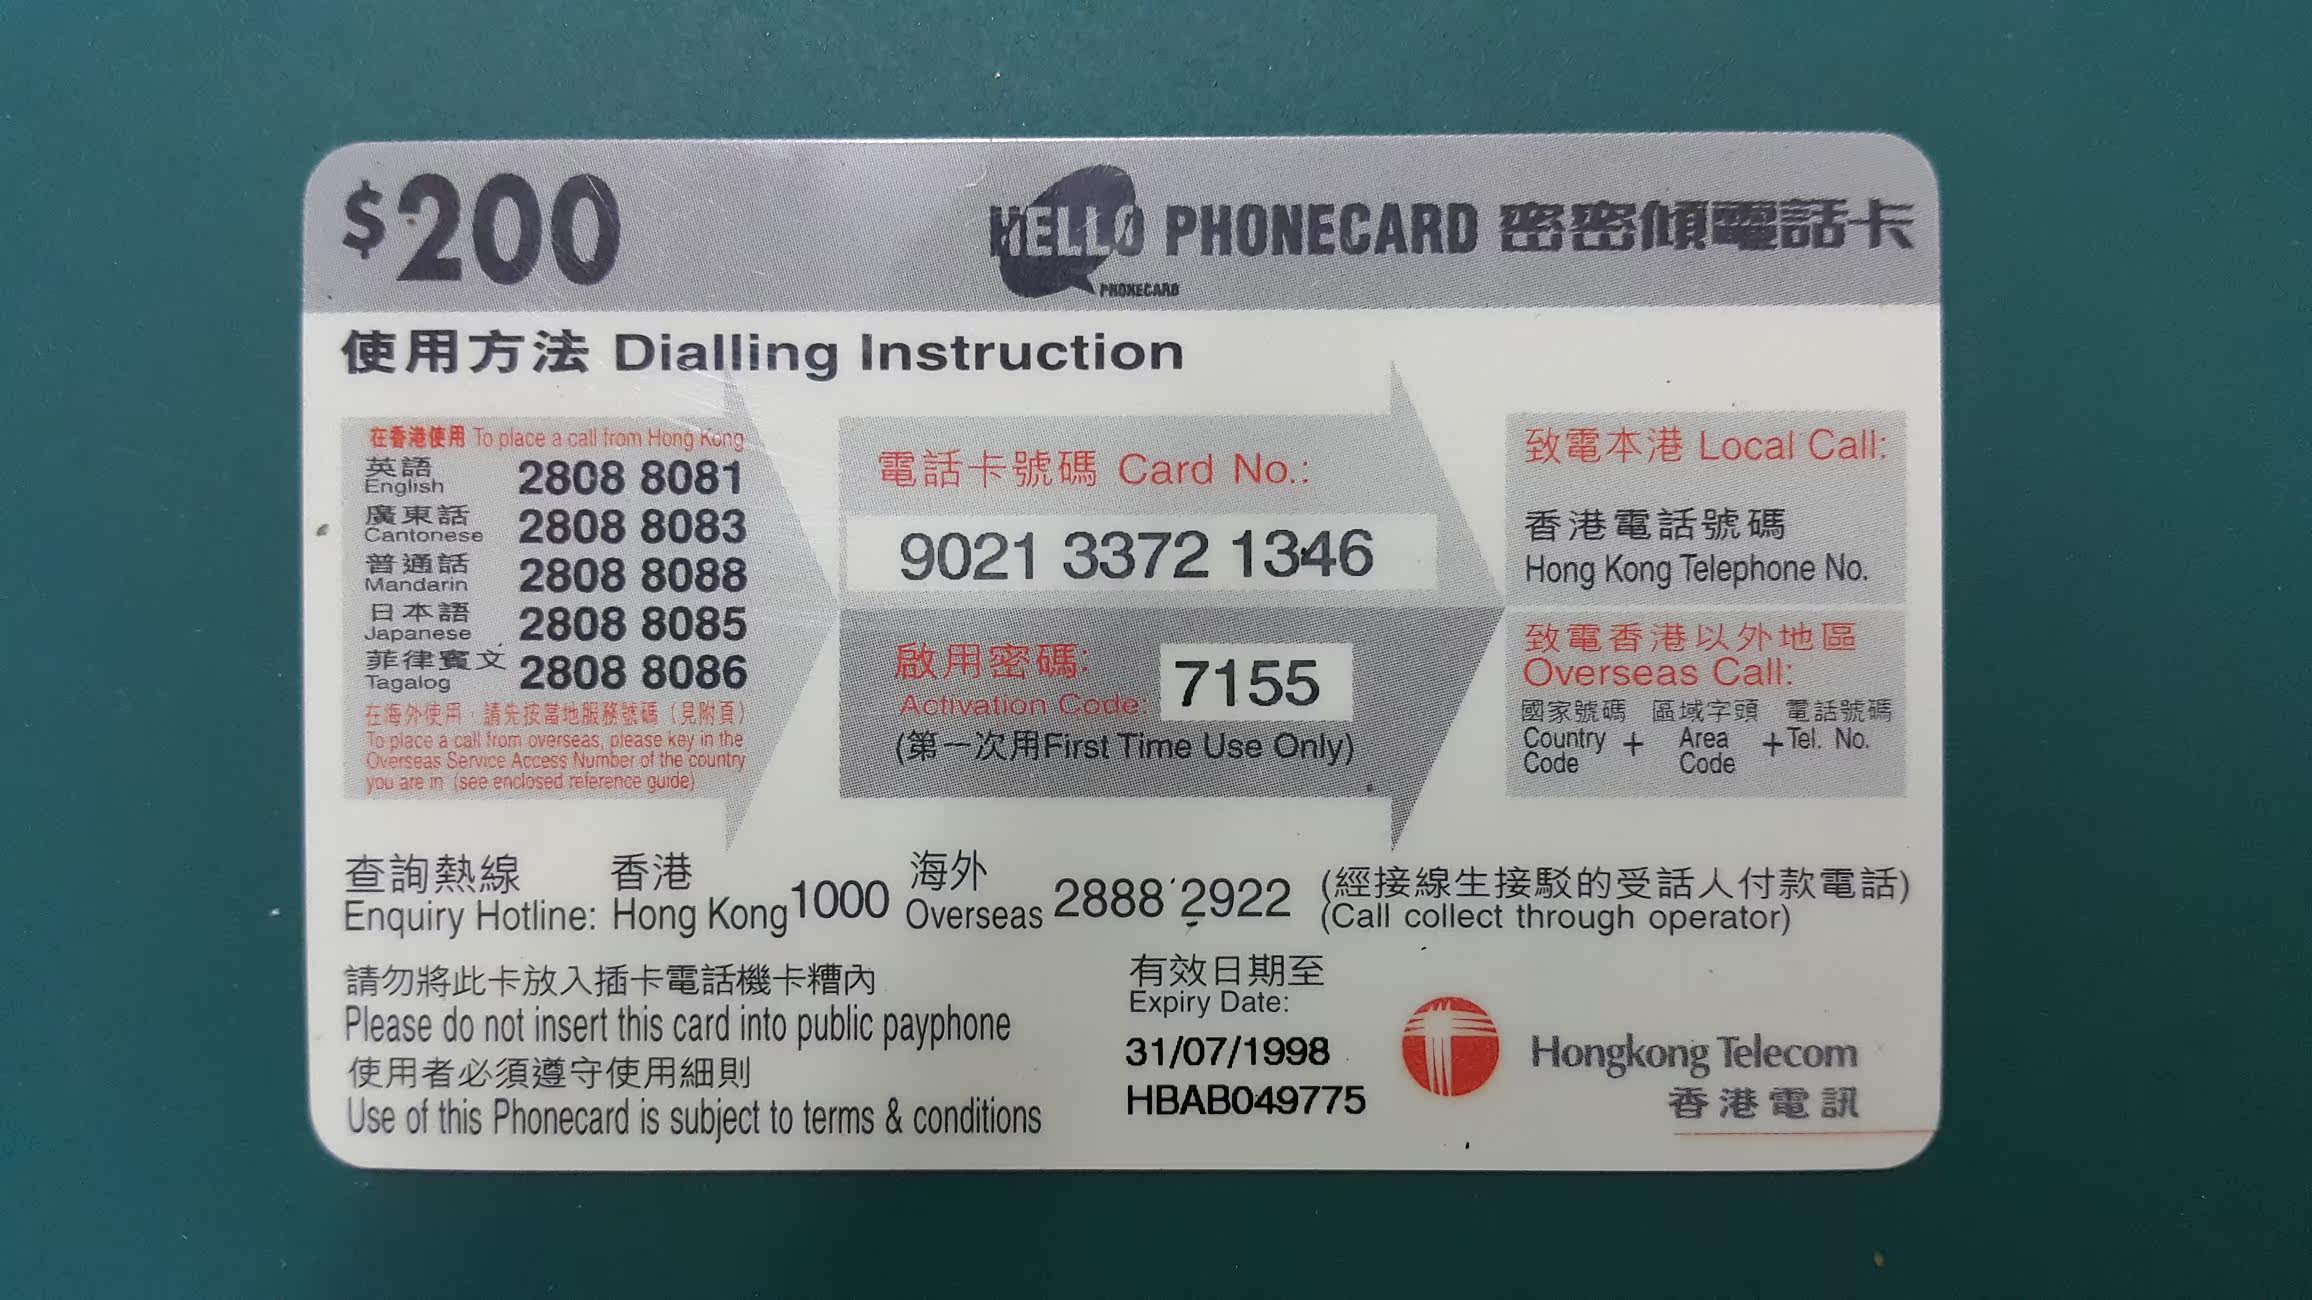 $200
HELLO PHONECARD 密密傾電話卡
PHONECARD
使用方法 Dialling Instruction
在香港使用 To place a call from Hong Kong
英語 English 2808 8081
廣東話 Cantonese 2808 8083
普通話 Mandarin 2808 8088
日本語 Japanese 2808 8085
菲律賓文 Tagalog 2808 8086
在海外使用，請先按當地服務號碼（見附頁）
To place a call from overseas, please key in the
Overseas Service Access Number of the country
you are in (see enclosed reference guide)
電話卡號碼 Card No.:
9021 3372 1346
啟用密碼:
Activation Code: 7155
(第一次用First Time Use Only)
致電本港 Local Call:
香港電話號碼
Hong Kong Telephone No.
致電香港以外地區
Overseas Call:
國家號碼 區域字頭 電話號碼
Country Code + Area Code + Tel. No.
查詢熱線 香港 海外 (經接線生接駁的受話人付款電話)
Enquiry Hotline: Hong Kong 1000 Overseas 2888 2922 (Call collect through operator)
請勿將此卡放入插卡電話機卡糟內
Please do not insert this card into public payphone
使用者必須遵守使用細則
Use of this Phonecard is subject to terms & conditions
有效日期至
Expiry Date:
31/07/1998
HBAB049775
Hongkong Telecom
香港電訊